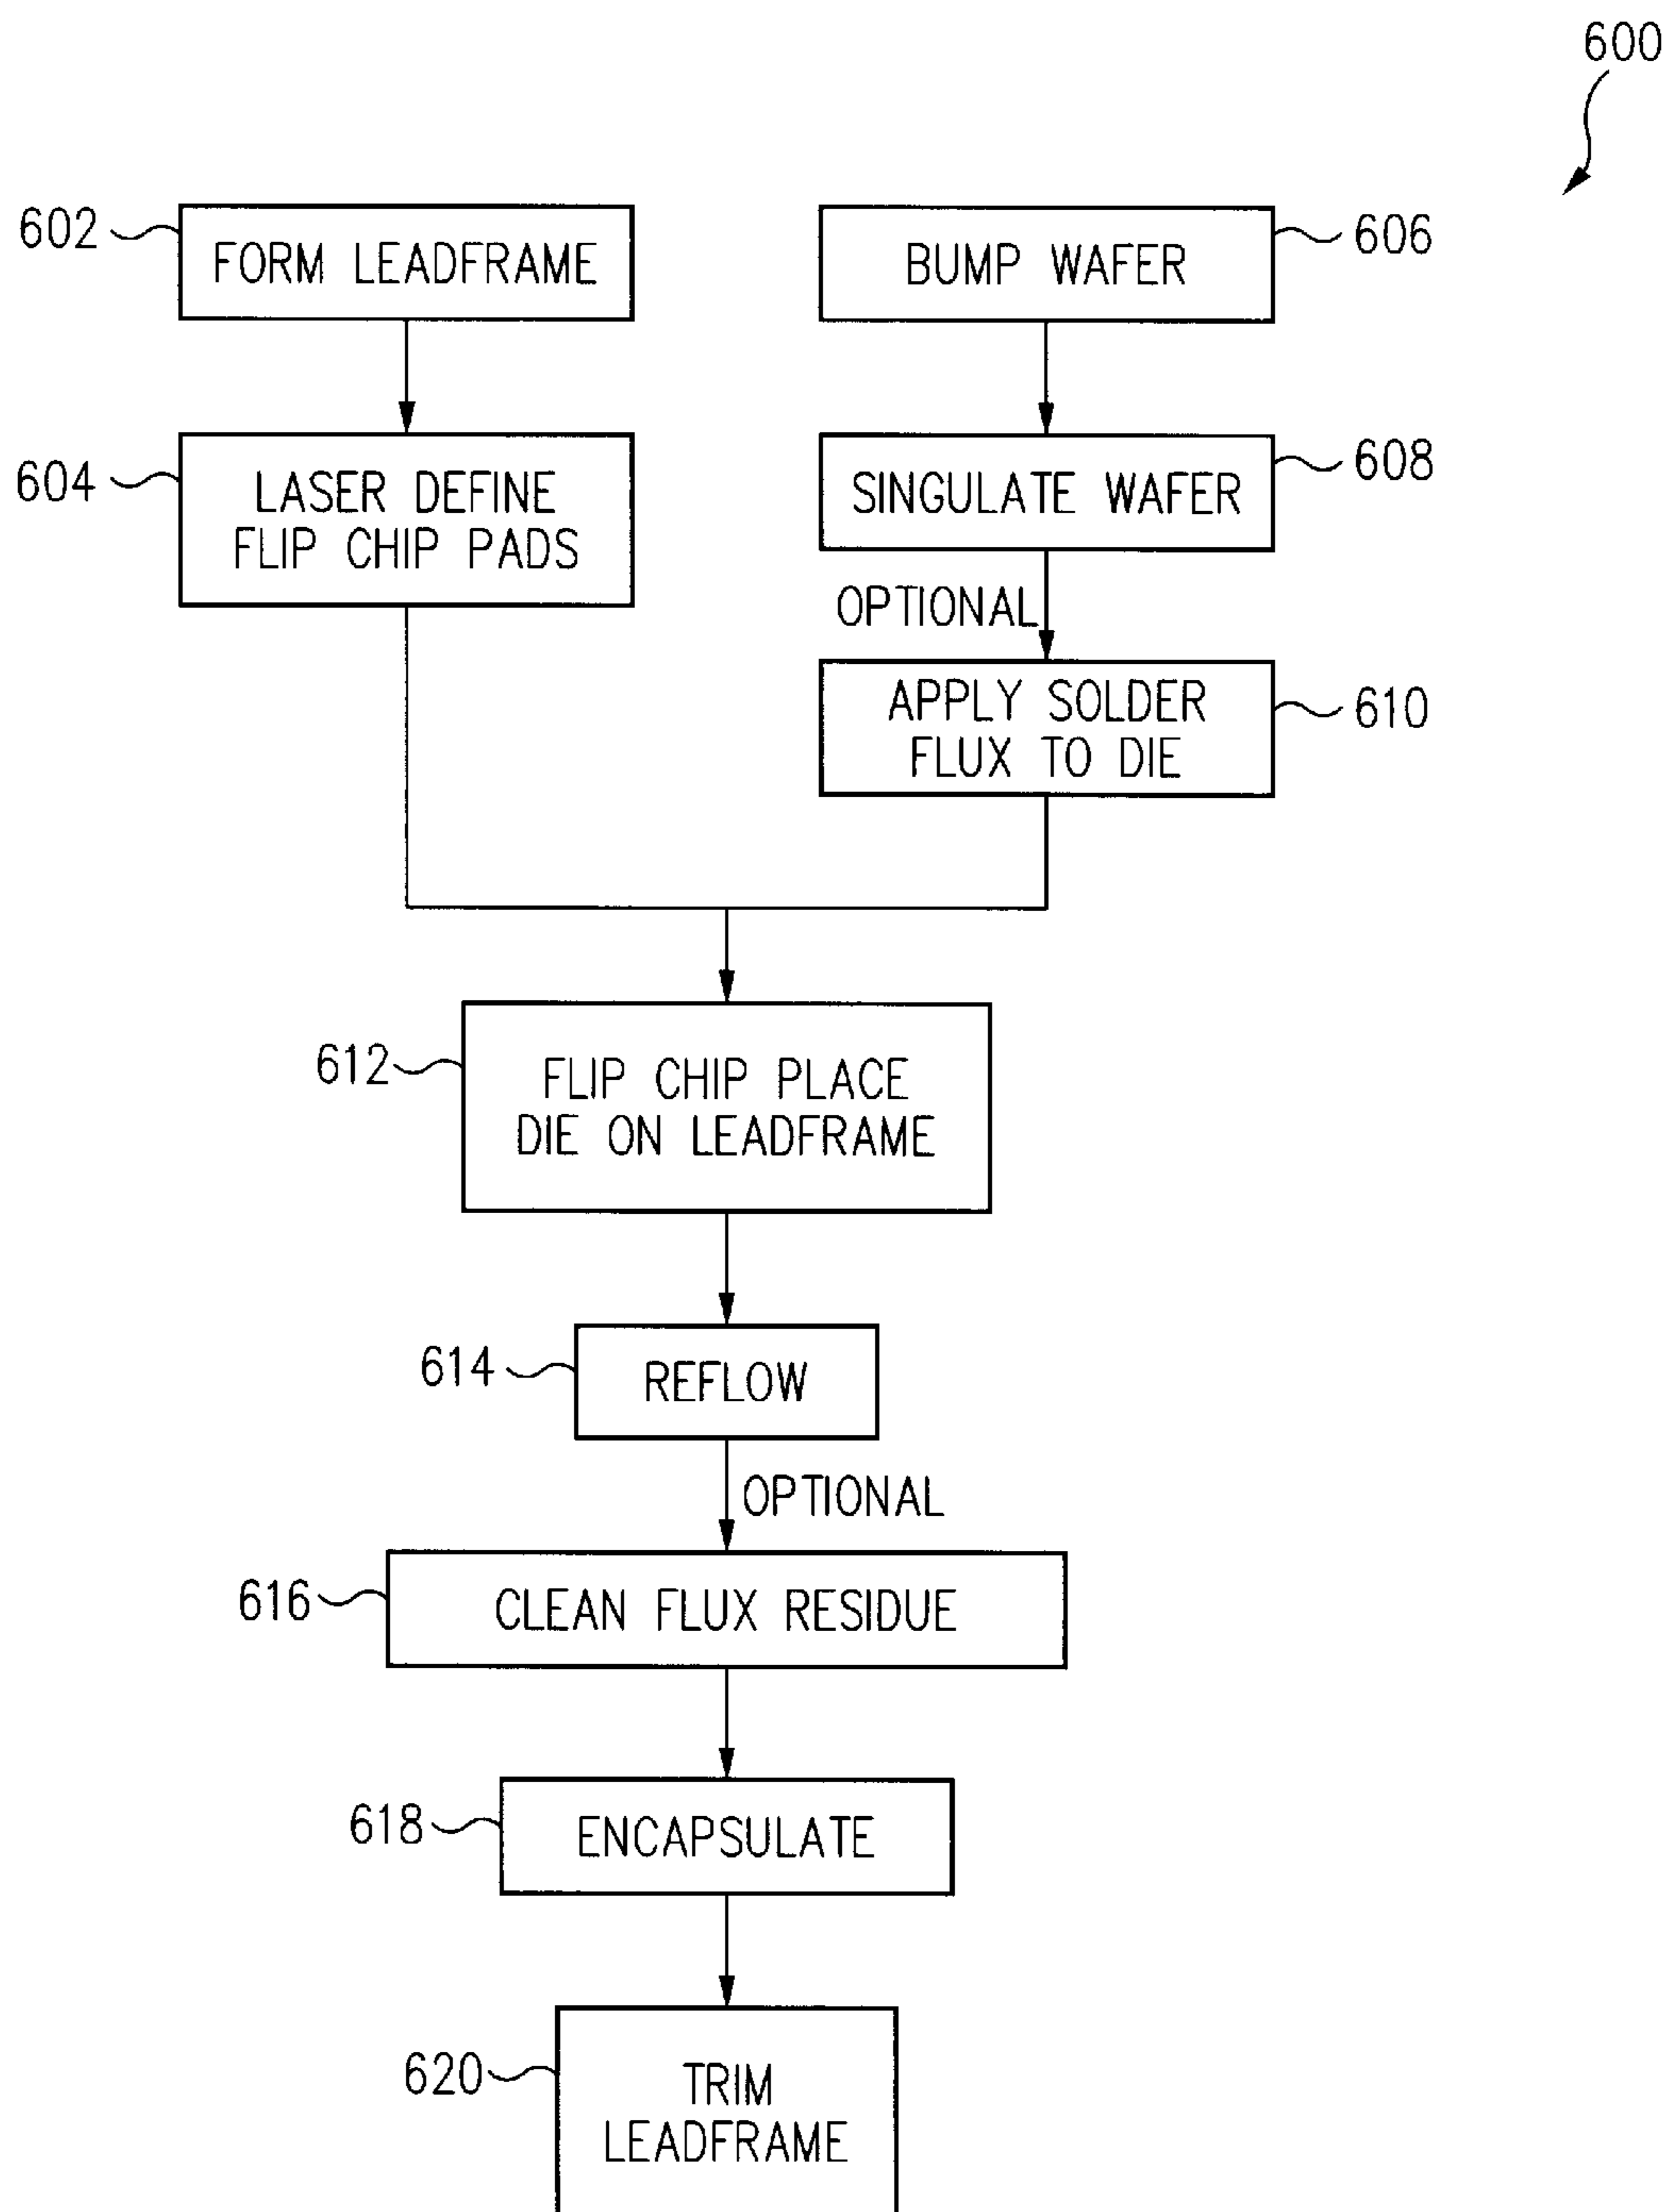 600
602
FORM LEADFRAME
BUMP WAFER
606
604
LASER DEFINE
FLIP CHIP PADS
SINGULATE WAFER
608
OPTIONAL
APPLY SOLDER
FLUX TO DIE
610
612
FLIP CHIP PLACE
DIE ON LEADFRAME
614
REFLOW
OPTIONAL
616
CLEAN FLUX RESIDUE
618
ENCAPSULATE
620
TRIM
LEADFRAME